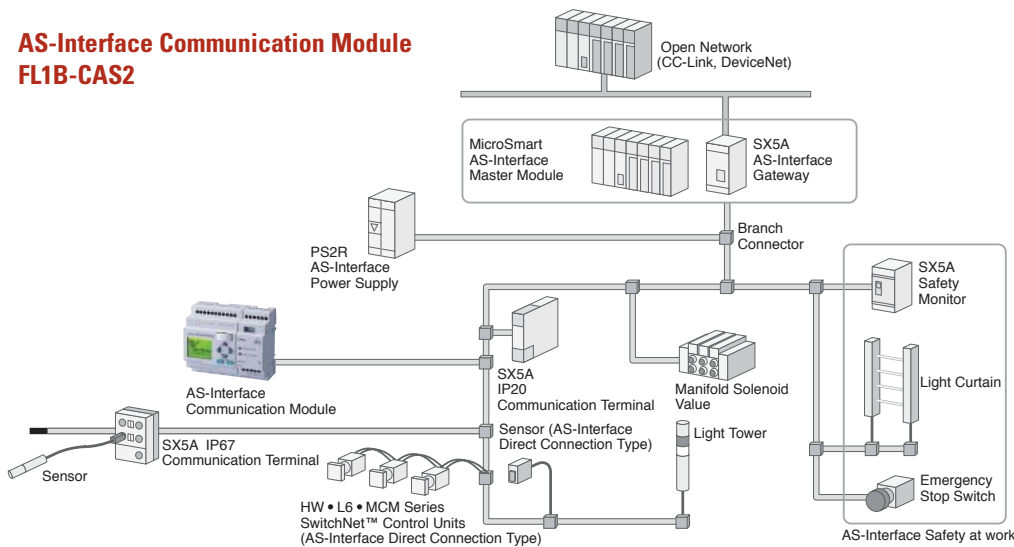 AS-Interface Communication Module
FL1B-CAS2
Open Network
(CC-Link, DeviceNet)
MicroSmart
AS-Interface
Master Module
SX5A
AS-Interface
Gateway
Branch
Connector
PS2R
AS-Interface
Power Supply
SX5A
Safety
Monitor
AS-Interface
Communication Module
SX5A
IP20
Communication Terminal
Manifold Solenoid
Value
Light Curtain
Sensor (AS-Interface
Direct Connection Type)
Light Tower
SX5A IP67
Communication Terminal
Sensor
HW • L6 • MCM Series
SwitchNet™ Control Units
(AS-Interface Direct Connection Type)
Emergency
Stop Switch
AS-Interface Safety at work